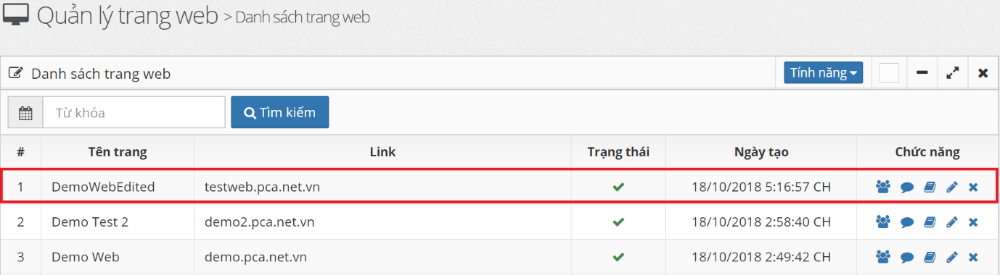 Quản lý trang web > Danh sách trang web
Danh sách trang web Tính năng
Từ khóa Tìm kiếm
# Tên trang Link Trạng thái Ngày tạo Chức năng
1 DemoWebEdited testweb.pca.net.vn 18/10/2018 5:16:57 CH
2 Demo Test 2 demo2.pca.net.vn 18/10/2018 2:58:40 CH
3 Demo Web demo.pca.net.vn 18/10/2018 2:49:42 CH